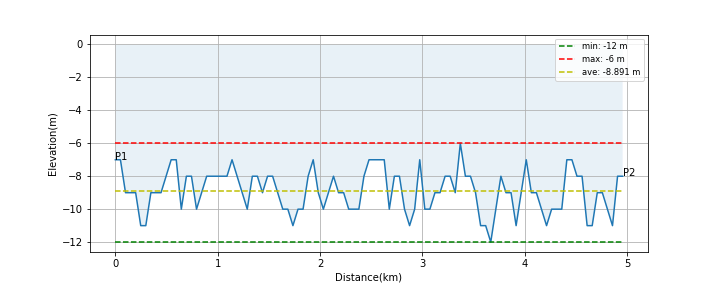 min: -12 m
max: -6 m
ave: -8.891 m
0
−2
−4
−6
−8
−10
−12
Elevation(m)
P1
P2
0
1
2
3
4
5
Distance(km)